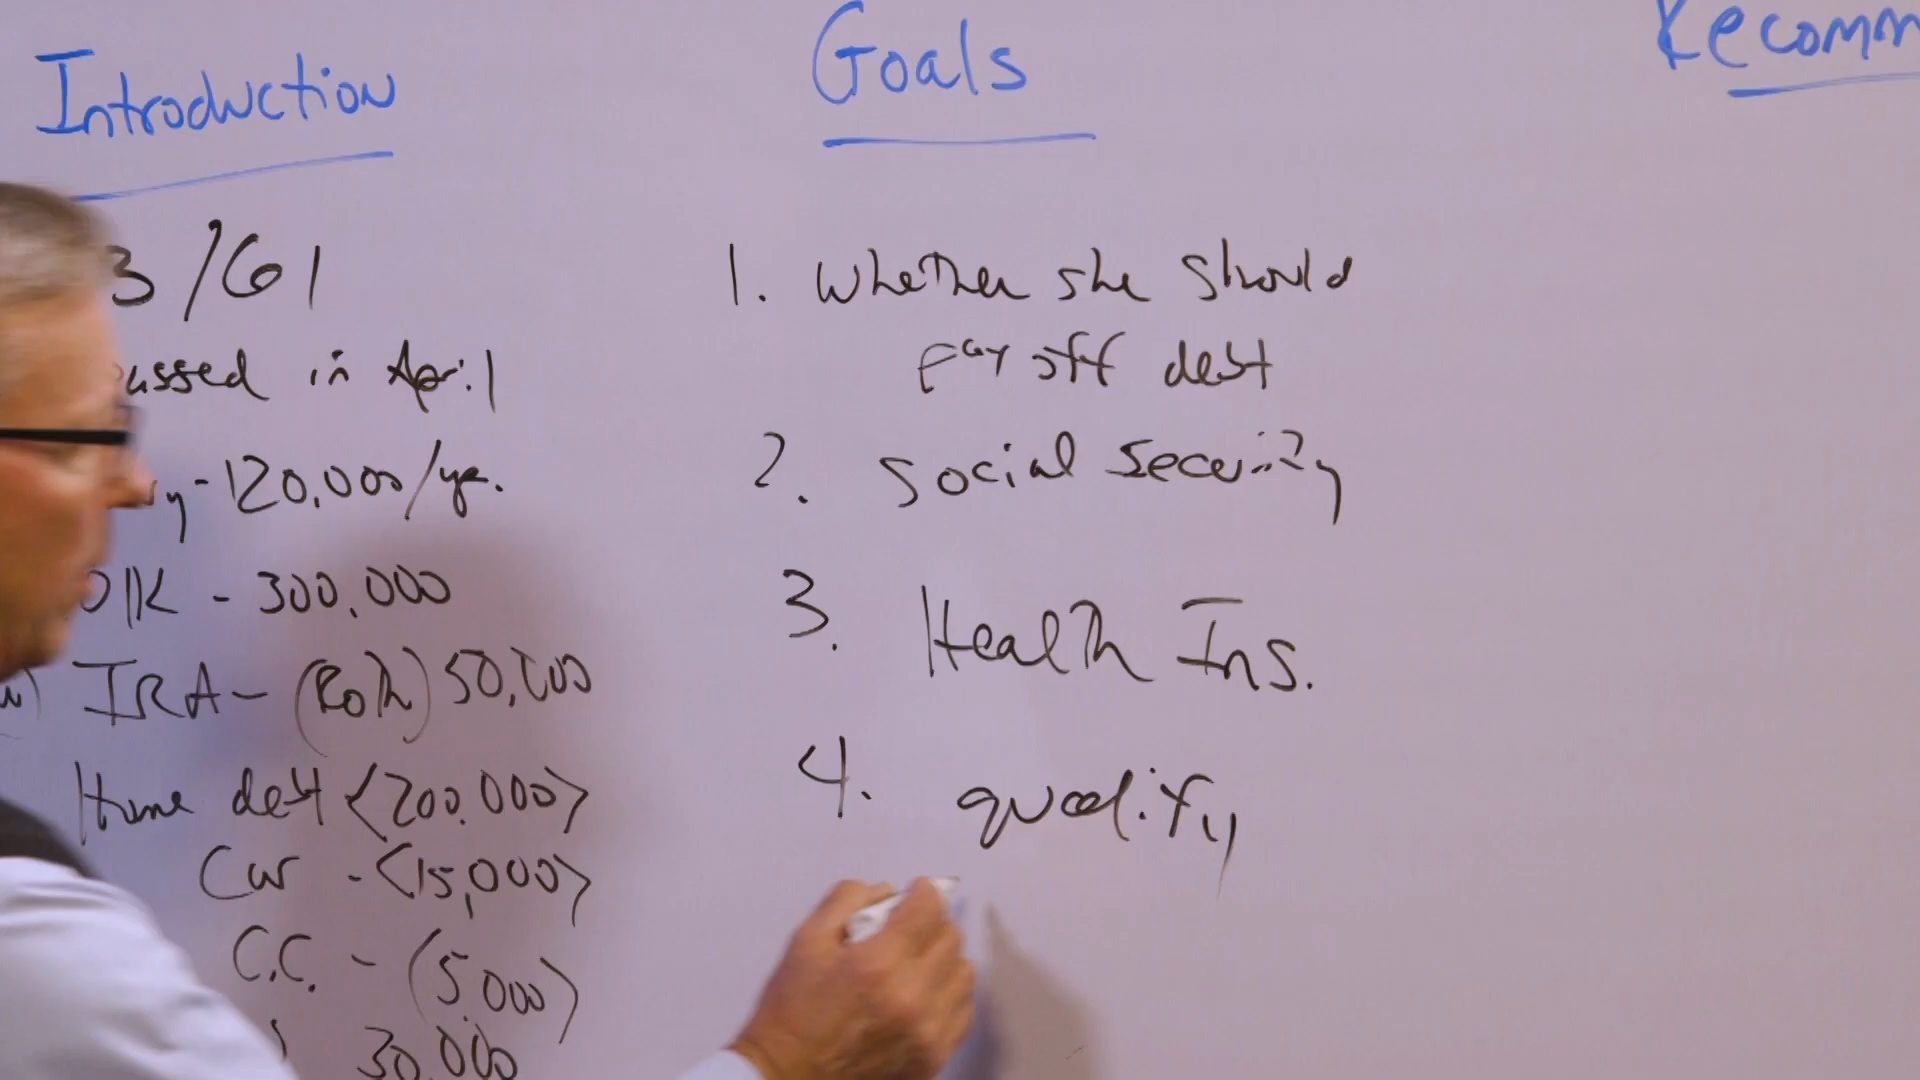 Introduction
3/61
assed in April
y - 120,000/yr.
01K - 300,000
IRA - (Roth) 50,000
Home debt <200,000>
Car - <15,000>
C.C. - (5,000)
30,000
Goals
1. Whether she should
pay off debt
2. Social Security
3. Health Ins.
4. qualify
Recomm